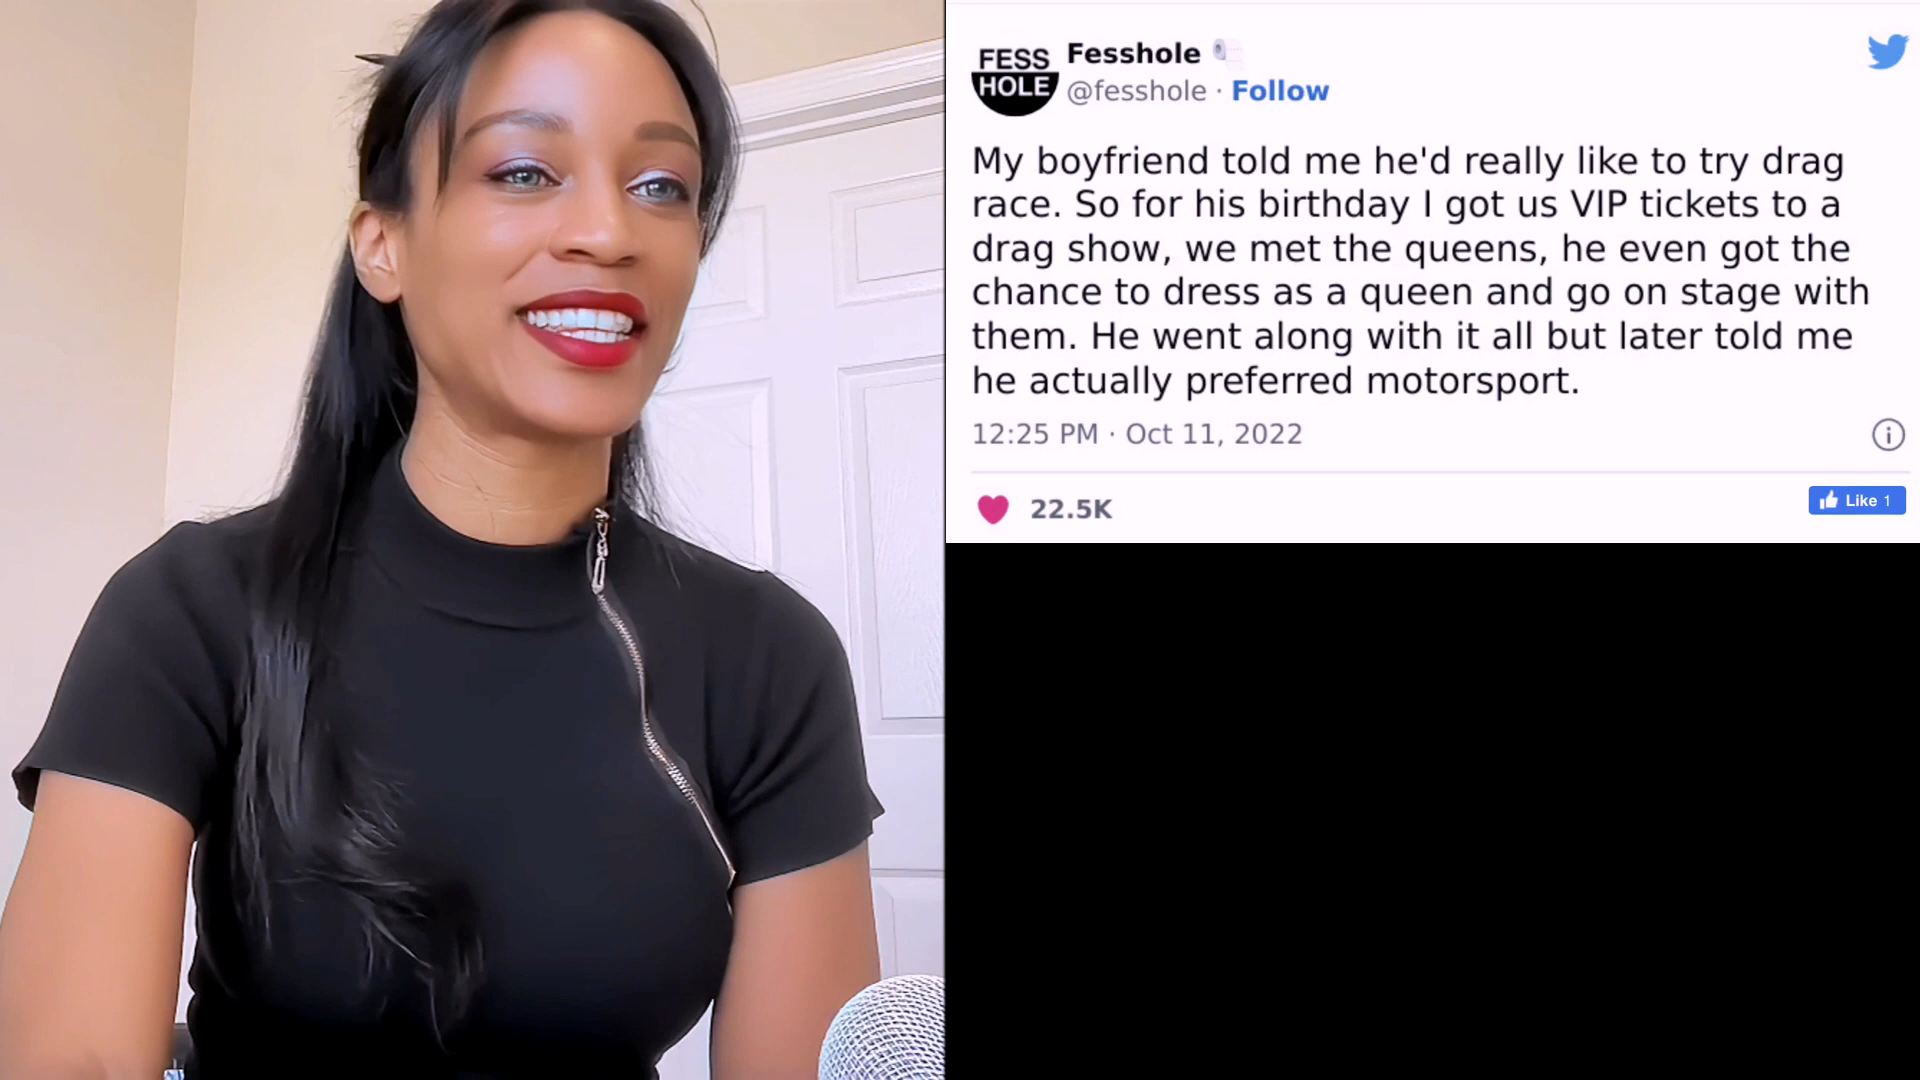 FESS
HOLE
Fesshole
@fesshole · Follow
My boyfriend told me he'd really like to try drag
race. So for his birthday I got us VIP tickets to a
drag show, we met the queens, he even got the
chance to dress as a queen and go on stage with
them. He went along with it all but later told me
he actually preferred motorsport.
12:25 PM · Oct 11, 2022
22.5K
Like 1